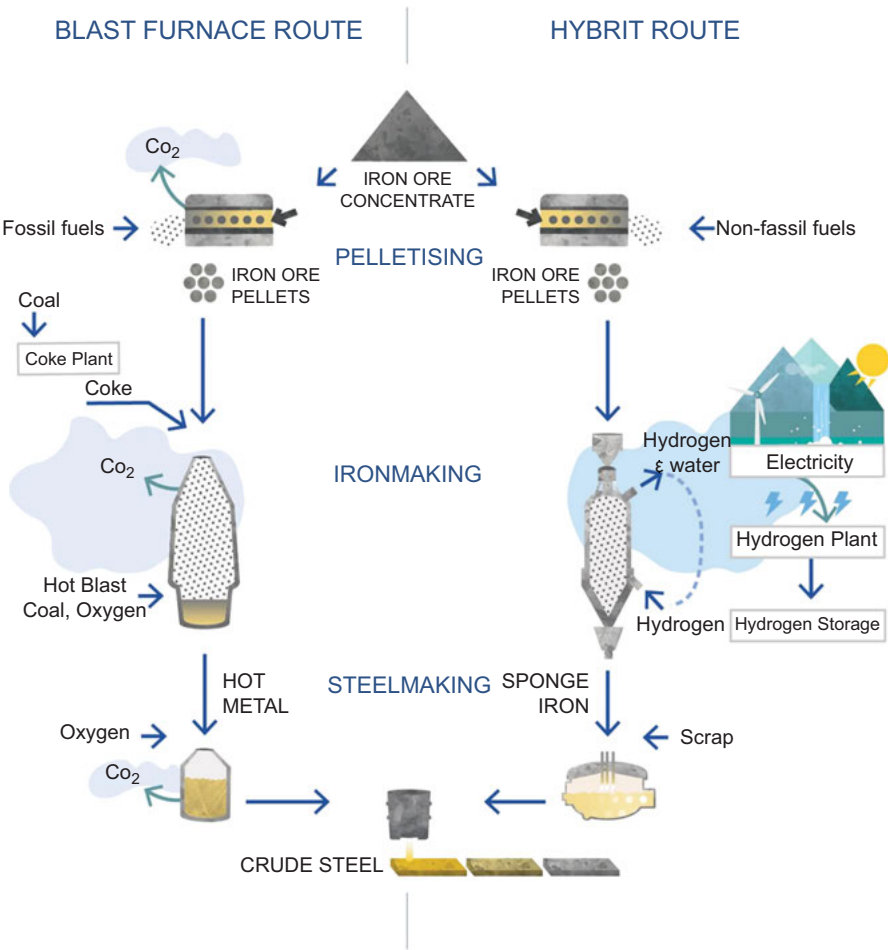 BLAST FURNACE ROUTE
HYBRIT ROUTE
Co2
IRON ORE
CONCENTRATE
Fossil fuels
Non-fassil fuels
PELLETISING
IRON ORE
PELLETS
IRON ORE
PELLETS
Coal
Coke Plant
Coke
Co2
IRONMAKING
Hydrogen
ε water
Electricity
Hydrogen Plant
Hot Blast
Coal, Oxygen
Hydrogen
Hydrogen Storage
HOT
METAL
STEELMAKING
SPONGE
IRON
Oxygen
Scrap
Co2
CRUDE STEEL